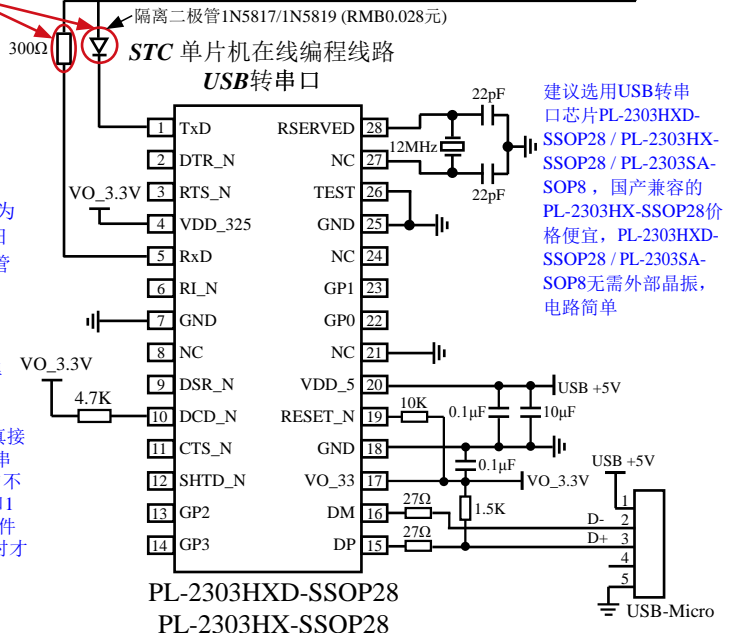 隔离二极管1N5817/1N5819 (RMB0.028元)
300Ω
STC 单片机在线编程线路
USB转串口
22pF
12MHz
22pF
建议选用USB转串
口芯片PL-2303HXD-
SSOP28 / PL-2303HX-
SSOP28 / PL-2303SA-
SOP8 ，国产兼容的
PL-2303HX-SSOP28价
格便宜，PL-2303HXD-
SSOP28 / PL-2303SA-
SOP8无需外部晶振，
电路简单
1 TxD RSERVED 28
2 DTR_N NC 27
VO_3.3V 3 RTS_N TEST 26
4 VDD_325 GND 25
5 RxD NC 24
6 RI_N GP1 23
7 GND GP0 22
8 NC NC 21
VO_3.3V
9 DSR_N VDD_5 20 USB +5V
4.7K 10 DCD_N RESET_N 19 10K 0.1μF 10μF
11 CTS_N GND 18
0.1μF
12 SHTD_N VO_33 17 VO_3.3V
13 GP2 DM 16 27Ω 1.5K
14 GP3 DP 15 27Ω
USB +5V
1
D- 2
D+ 3
4
5
USB-Micro
为
管
接
串
不
1
件
才
PL-2303HXD-SSOP28
PL-2303HX-SSOP28